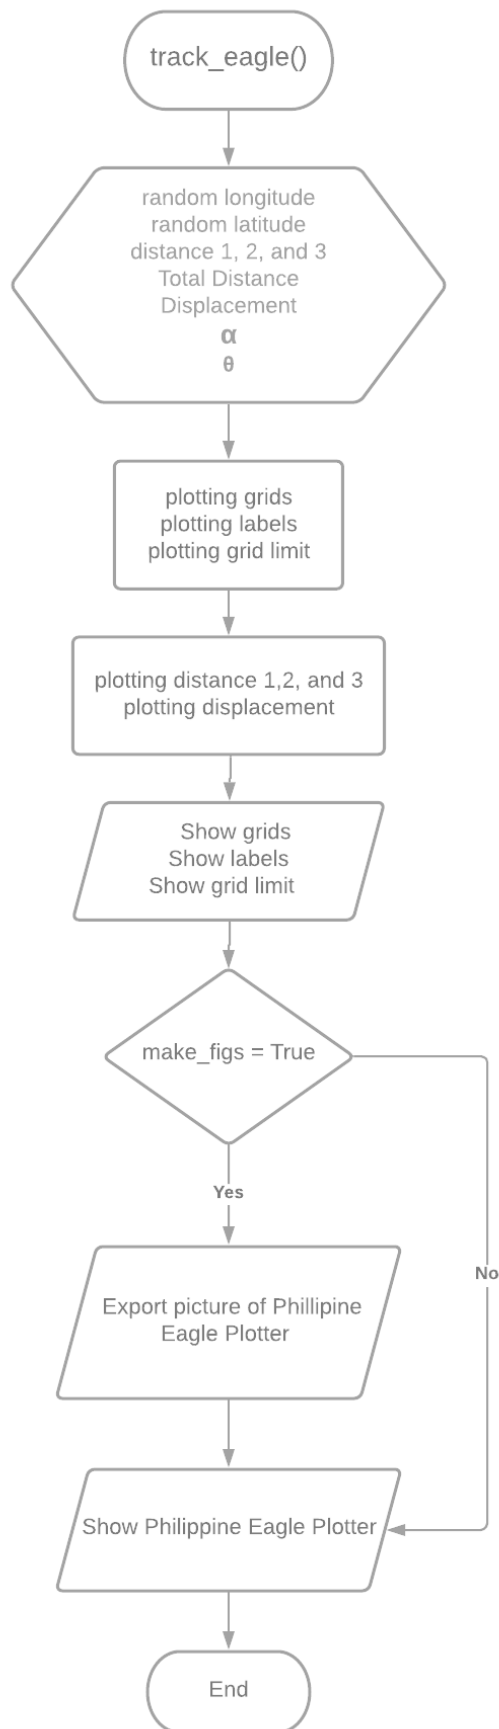 track_eagle()
random longitude
random latitude
distance 1, 2, and 3
Total Distance
Displacement
α
θ
plotting grids
plotting labels
plotting grid limit
plotting distance 1,2, and 3
plotting displacement
Show grids
Show labels
Show grid limit
make_figs = True
Yes
No
Export picture of Phillipine
Eagle Plotter
Show Philippine Eagle Plotter
End